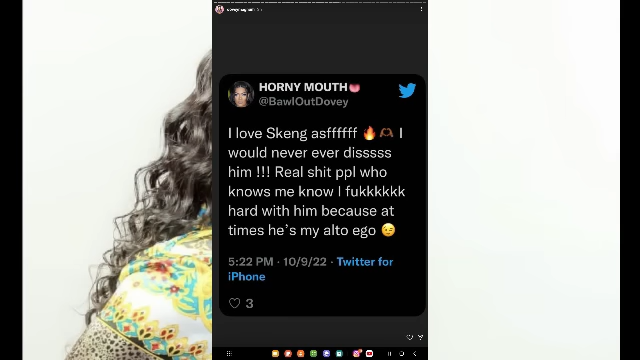 HORNY MOUTH👅
@BawlOutDovey
I love Skeng asffffff 🔥🫶🏾 I
would never ever disssss
him !!! Real shit ppl who
knows me know I fukkkkkk
hard with him because at
times he's my alto ego 😉
5:22 PM · 10/9/22 · Twitter for
iPhone
3